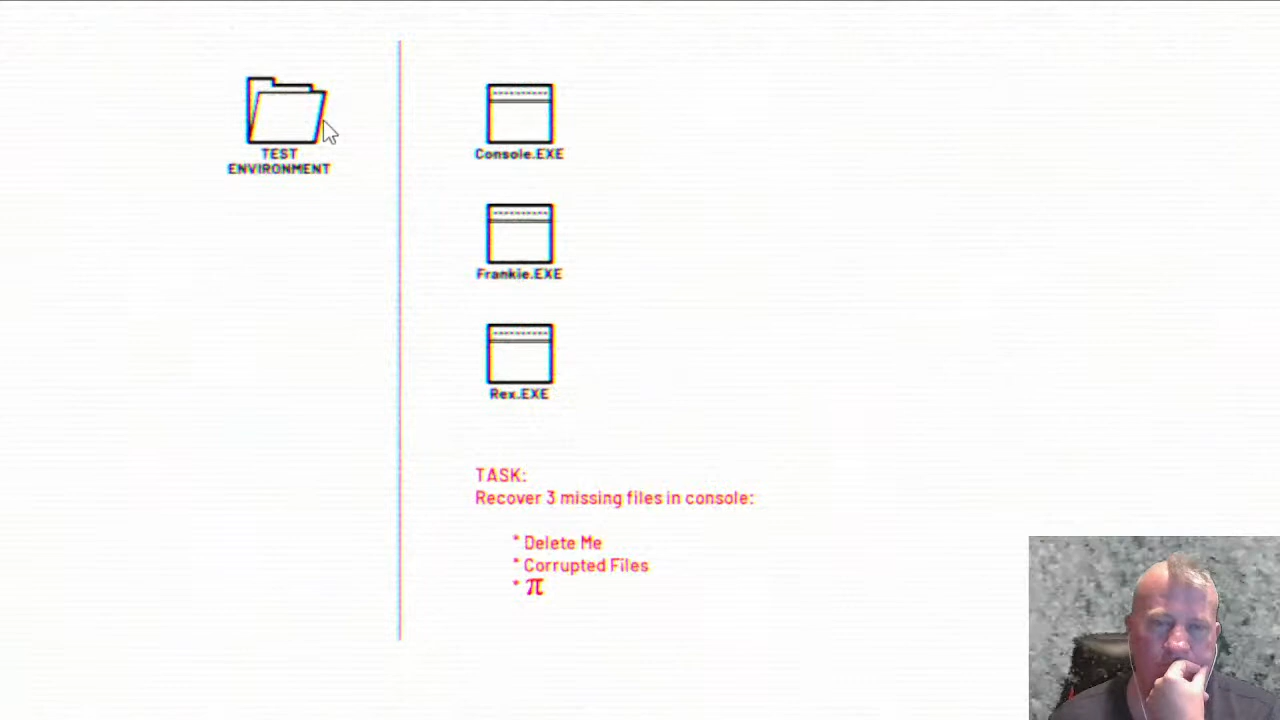 TEST
ENVIRONMENT
Console.EXE
Frankie.EXE
Rex.EXE
TASK:
Recover 3 missing files in console:
* Delete Me
* Corrupted Files
* π